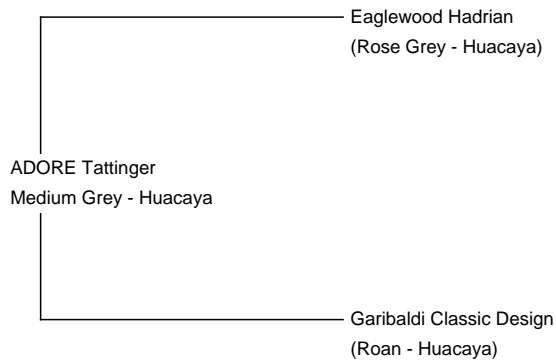 Eaglewood Hadrian
(Rose Grey - Huacaya)
ADORE Tattinger
Medium Grey - Huacaya
Garibaldi Classic Design
(Roan - Huacaya)